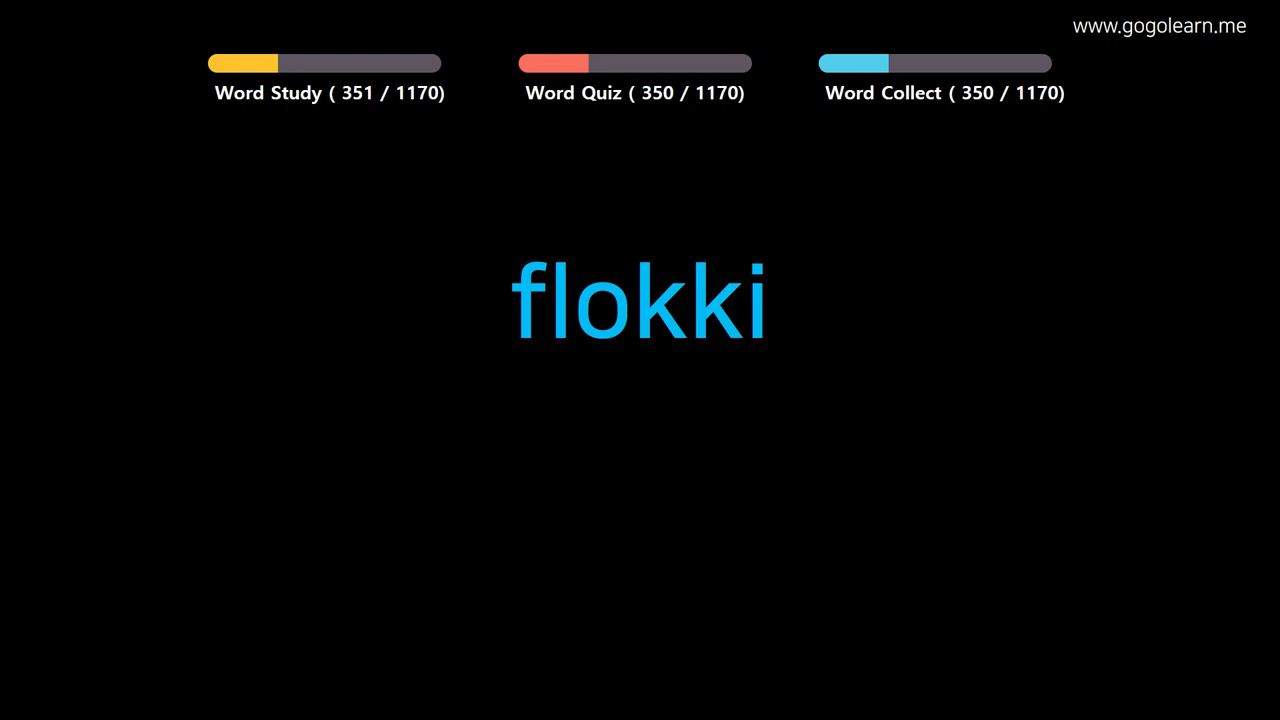 www.gogolearn.me
Word Study ( 351 / 1170)
Word Quiz ( 350 / 1170)
Word Collect ( 350 / 1170)
flokki